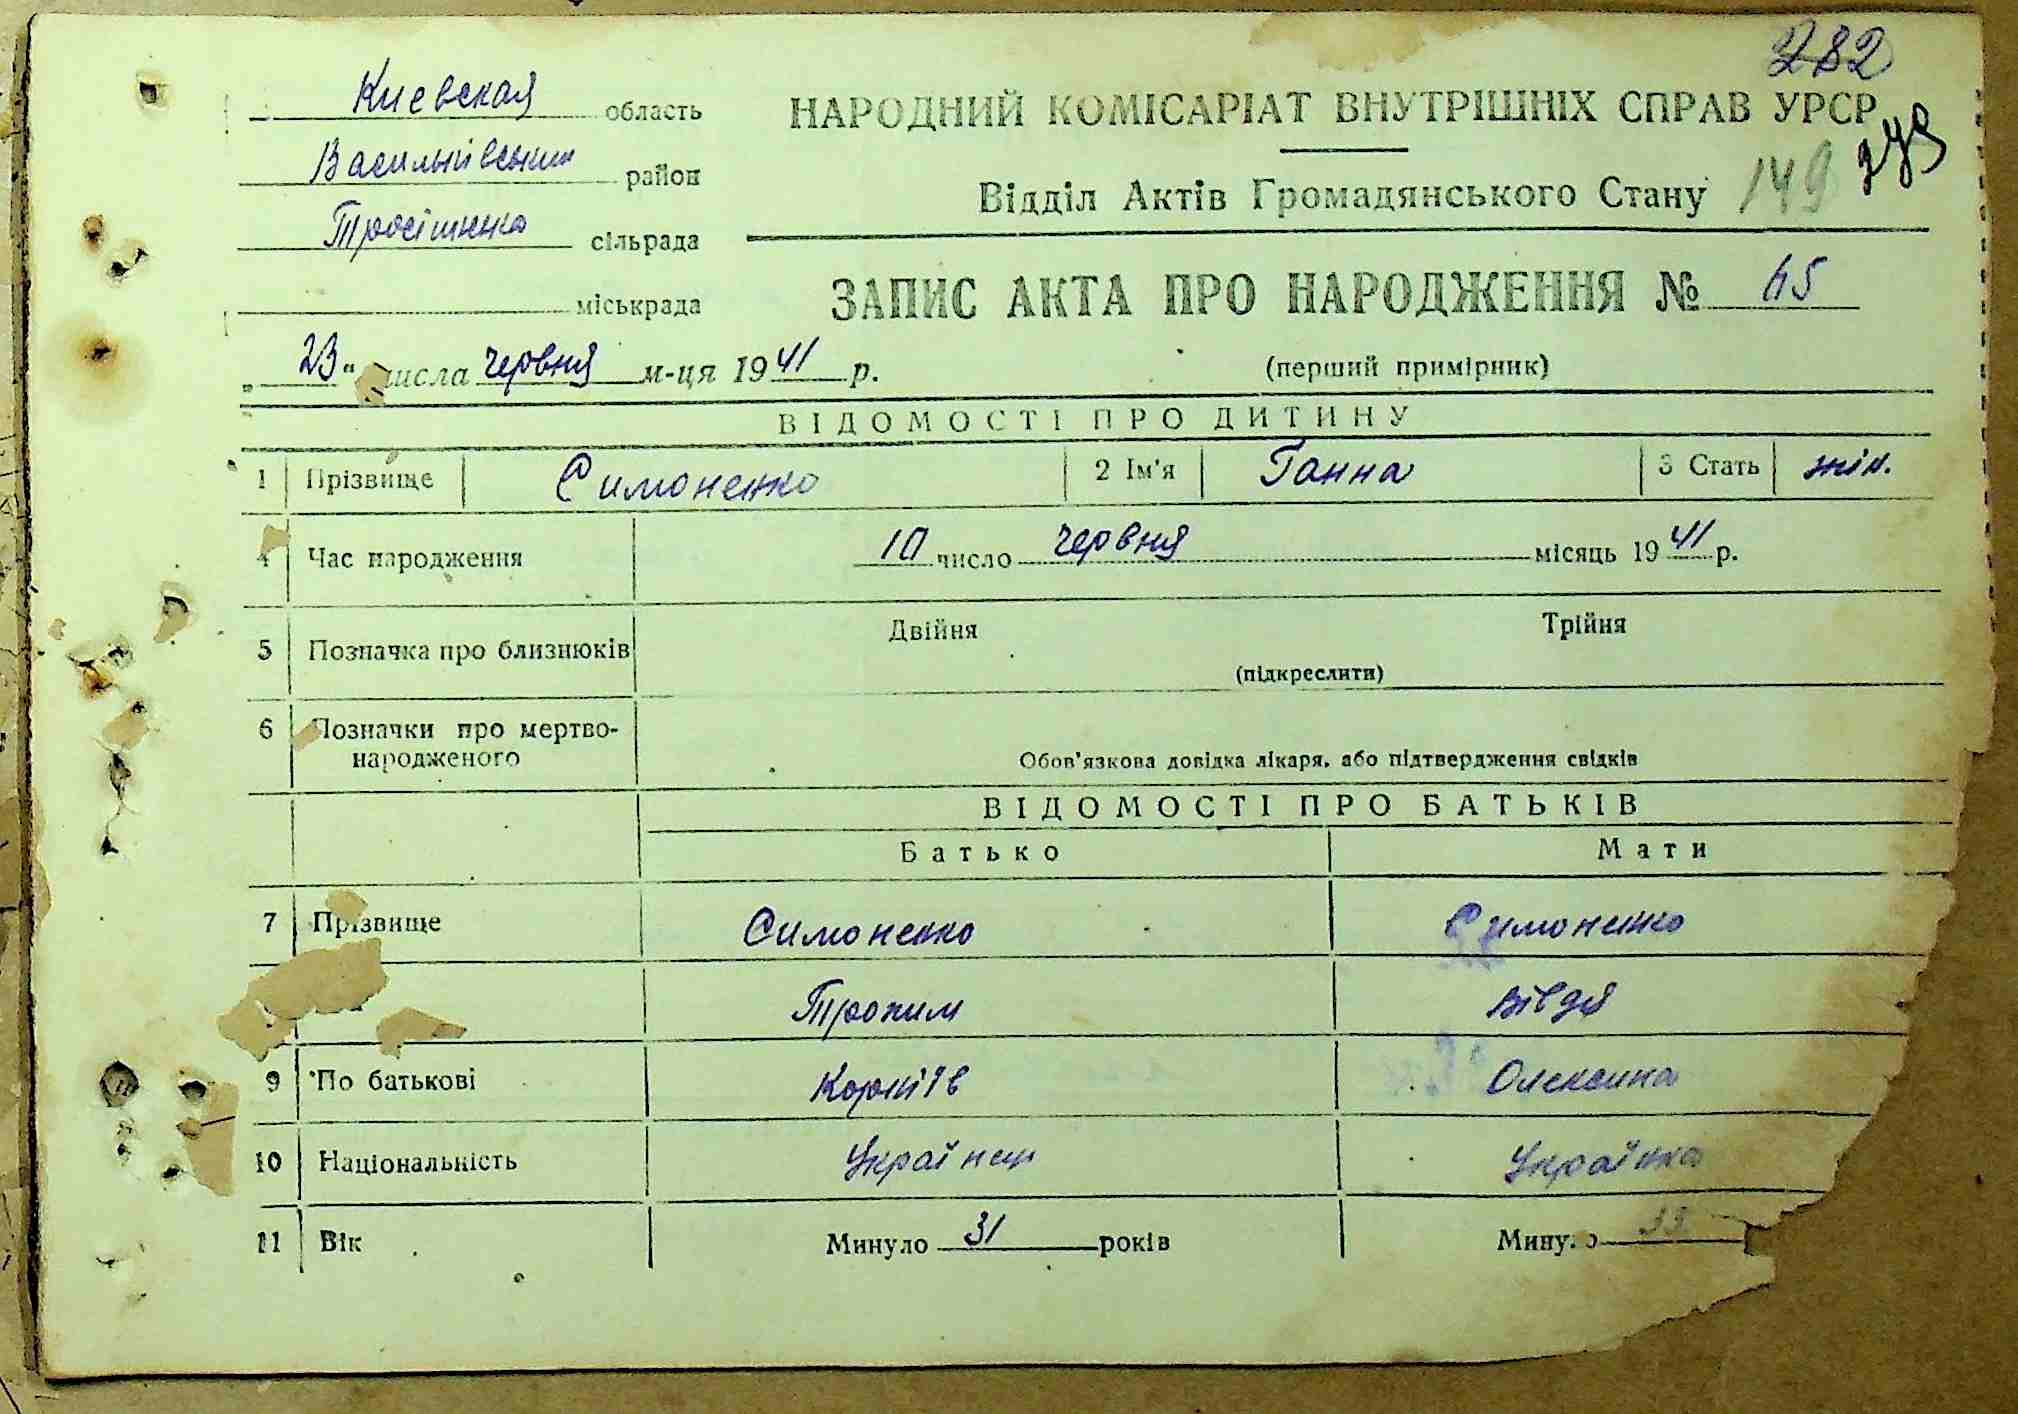 282
Киевская область
НАРОДНИЙ КОМІСАРІАТ ВНУТРІШНІХ СПРАВ УРСР
Васильківський район
Відділ Актів Громадянського Стану 149
сільрада
міськрада
ЗАПИС АКТА ПРО НАРОДЖЕННЯ № 65
„ 23 “ числа червня м-ця 1941 р.
(перший примірник)
ВІДОМОСТІ ПРО ДИТИНУ
1 Прізвище Симоненко 2 Ім'я Ганна 3 Стать жін.
4 Час народження 10 число червня місяць 1941 р.
5 Позначка про близнюків Двійня Трійня
(підкреслити)
6 Позначки про мертво-
народженого Обов'язкова довідка лікаря, або підтвердження свідків
ВІДОМОСТІ ПРО БАТЬКІВ
Батько Мати
7 Прізвище Симоненко Симоненко
Трохим Вівдя
9 По батькові Корніїв Олексіївна
10 Національність Українець Українка
11 Вік Минуло 31 років Минуло